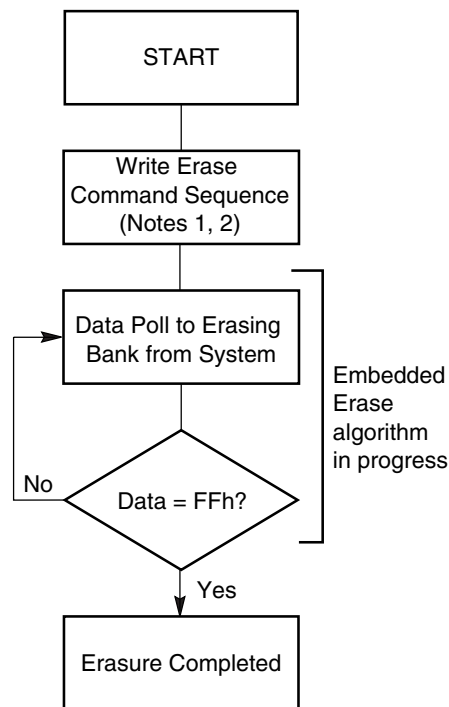 START
Write Erase
Command Sequence
(Notes 1, 2)
Data Poll to Erasing
Bank from System
Embedded
Erase
algorithm
in progress
No
Data = FFh?
Yes
Erasure Completed